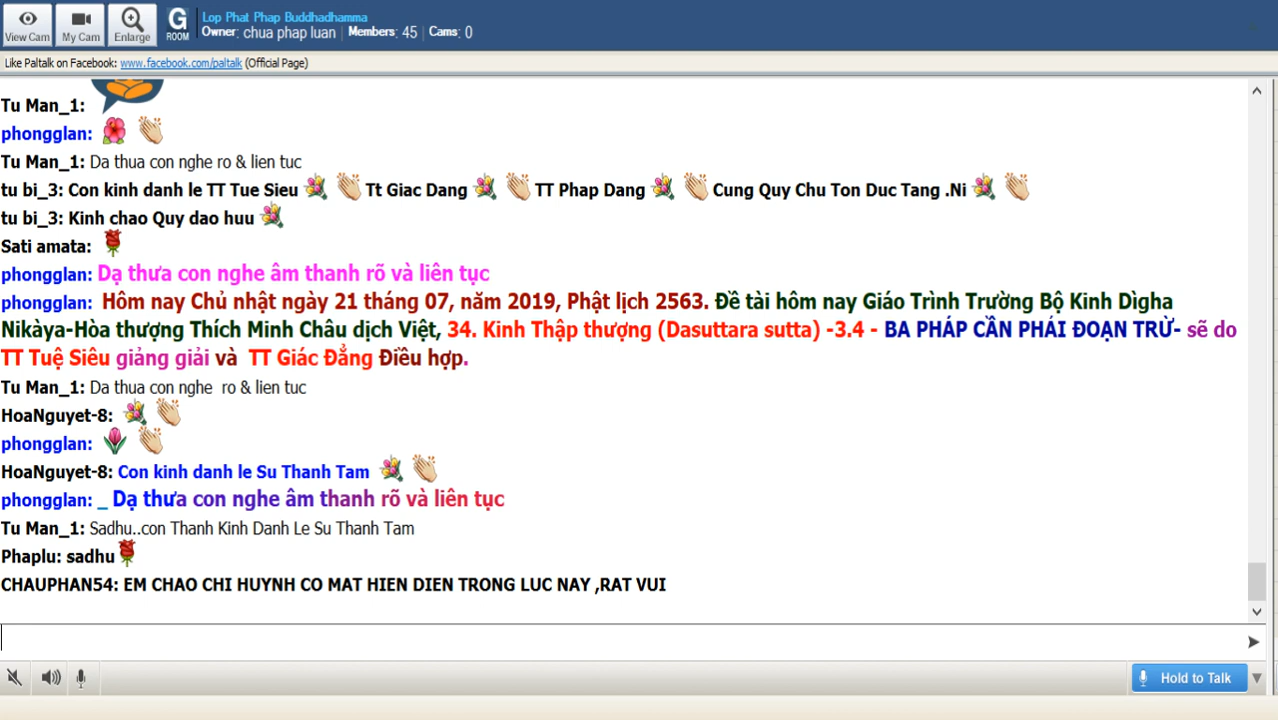 View Cam
My Cam
Enlarge
G
ROOM
Lop Phat Phap Buddhadhamma
Owner: chua phap luan | Members: 45 | Cams: 0
Like Paltalk on Facebook: www.facebook.com/paltalk (Official Page)
Tu Man_1:
phongglan:
Tu Man_1: Da thua con nghe ro & lien tuc
tu bi_3: Con kinh danh le TT Tue Sieu Tt Giac Dang TT Phap Dang Cung Quy Chu Ton Duc Tang .Ni
tu bi_3: Kinh chao Quy dao huu
Sati amata:
phongglan: Dạ thưa con nghe âm thanh rõ và liên tục
phongglan: Hôm nay Chủ nhật ngày 21 tháng 07, năm 2019, Phật lịch 2563. Đề tài hôm nay Giáo Trình Trường Bộ Kinh Dìgha
Nikàya-Hòa thượng Thích Minh Châu dịch Việt, 34. Kinh Thập thượng (Dasuttara sutta) -3.4 - BA PHÁP CẦN PHÁI ĐOẠN TRỪ- sẽ do
TT Tuệ Siêu giảng giải và TT Giác Đẳng Điều hợp.
Tu Man_1: Da thua con nghe ro & lien tuc
HoaNguyet-8:
phongglan:
HoaNguyet-8: Con kinh danh le Su Thanh Tam
phongglan: _ Dạ thưa con nghe âm thanh rõ và liên tục
Tu Man_1: Sadhu..con Thanh Kinh Danh Le Su Thanh Tam
Phaplu: sadhu
CHAUPHAN54: EM CHAO CHI HUYNH CO MAT HIEN DIEN TRONG LUC NAY ,RAT VUI
Hold to Talk